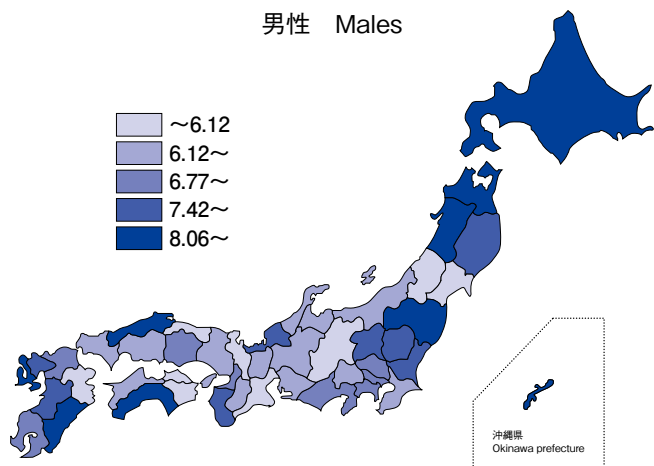 男性 Males
～6.12
6.12～
6.77～
7.42～
8.06～
沖縄県
Okinawa prefecture